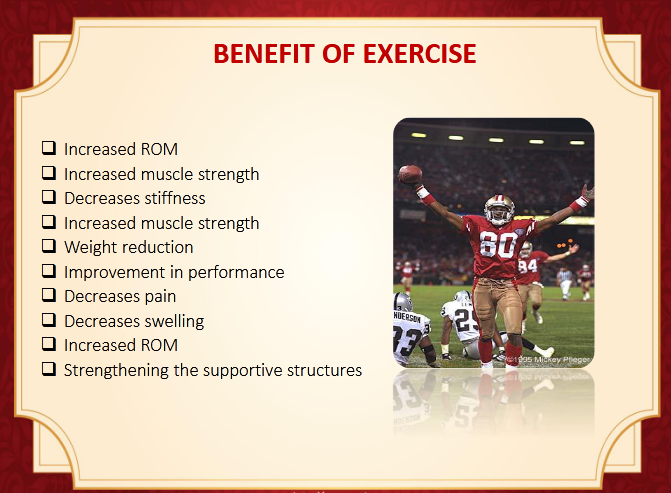 BENEFIT OF EXERCISE
Increased ROM
Increased muscle strength
Decreases stiffness
Increased muscle strength
Weight reduction
Improvement in performance
Decreases pain
Decreases swelling
Increased ROM
Strengthening the supportive structures
80
84
NDERSON
33
29
©1995 Mickey Pfleger